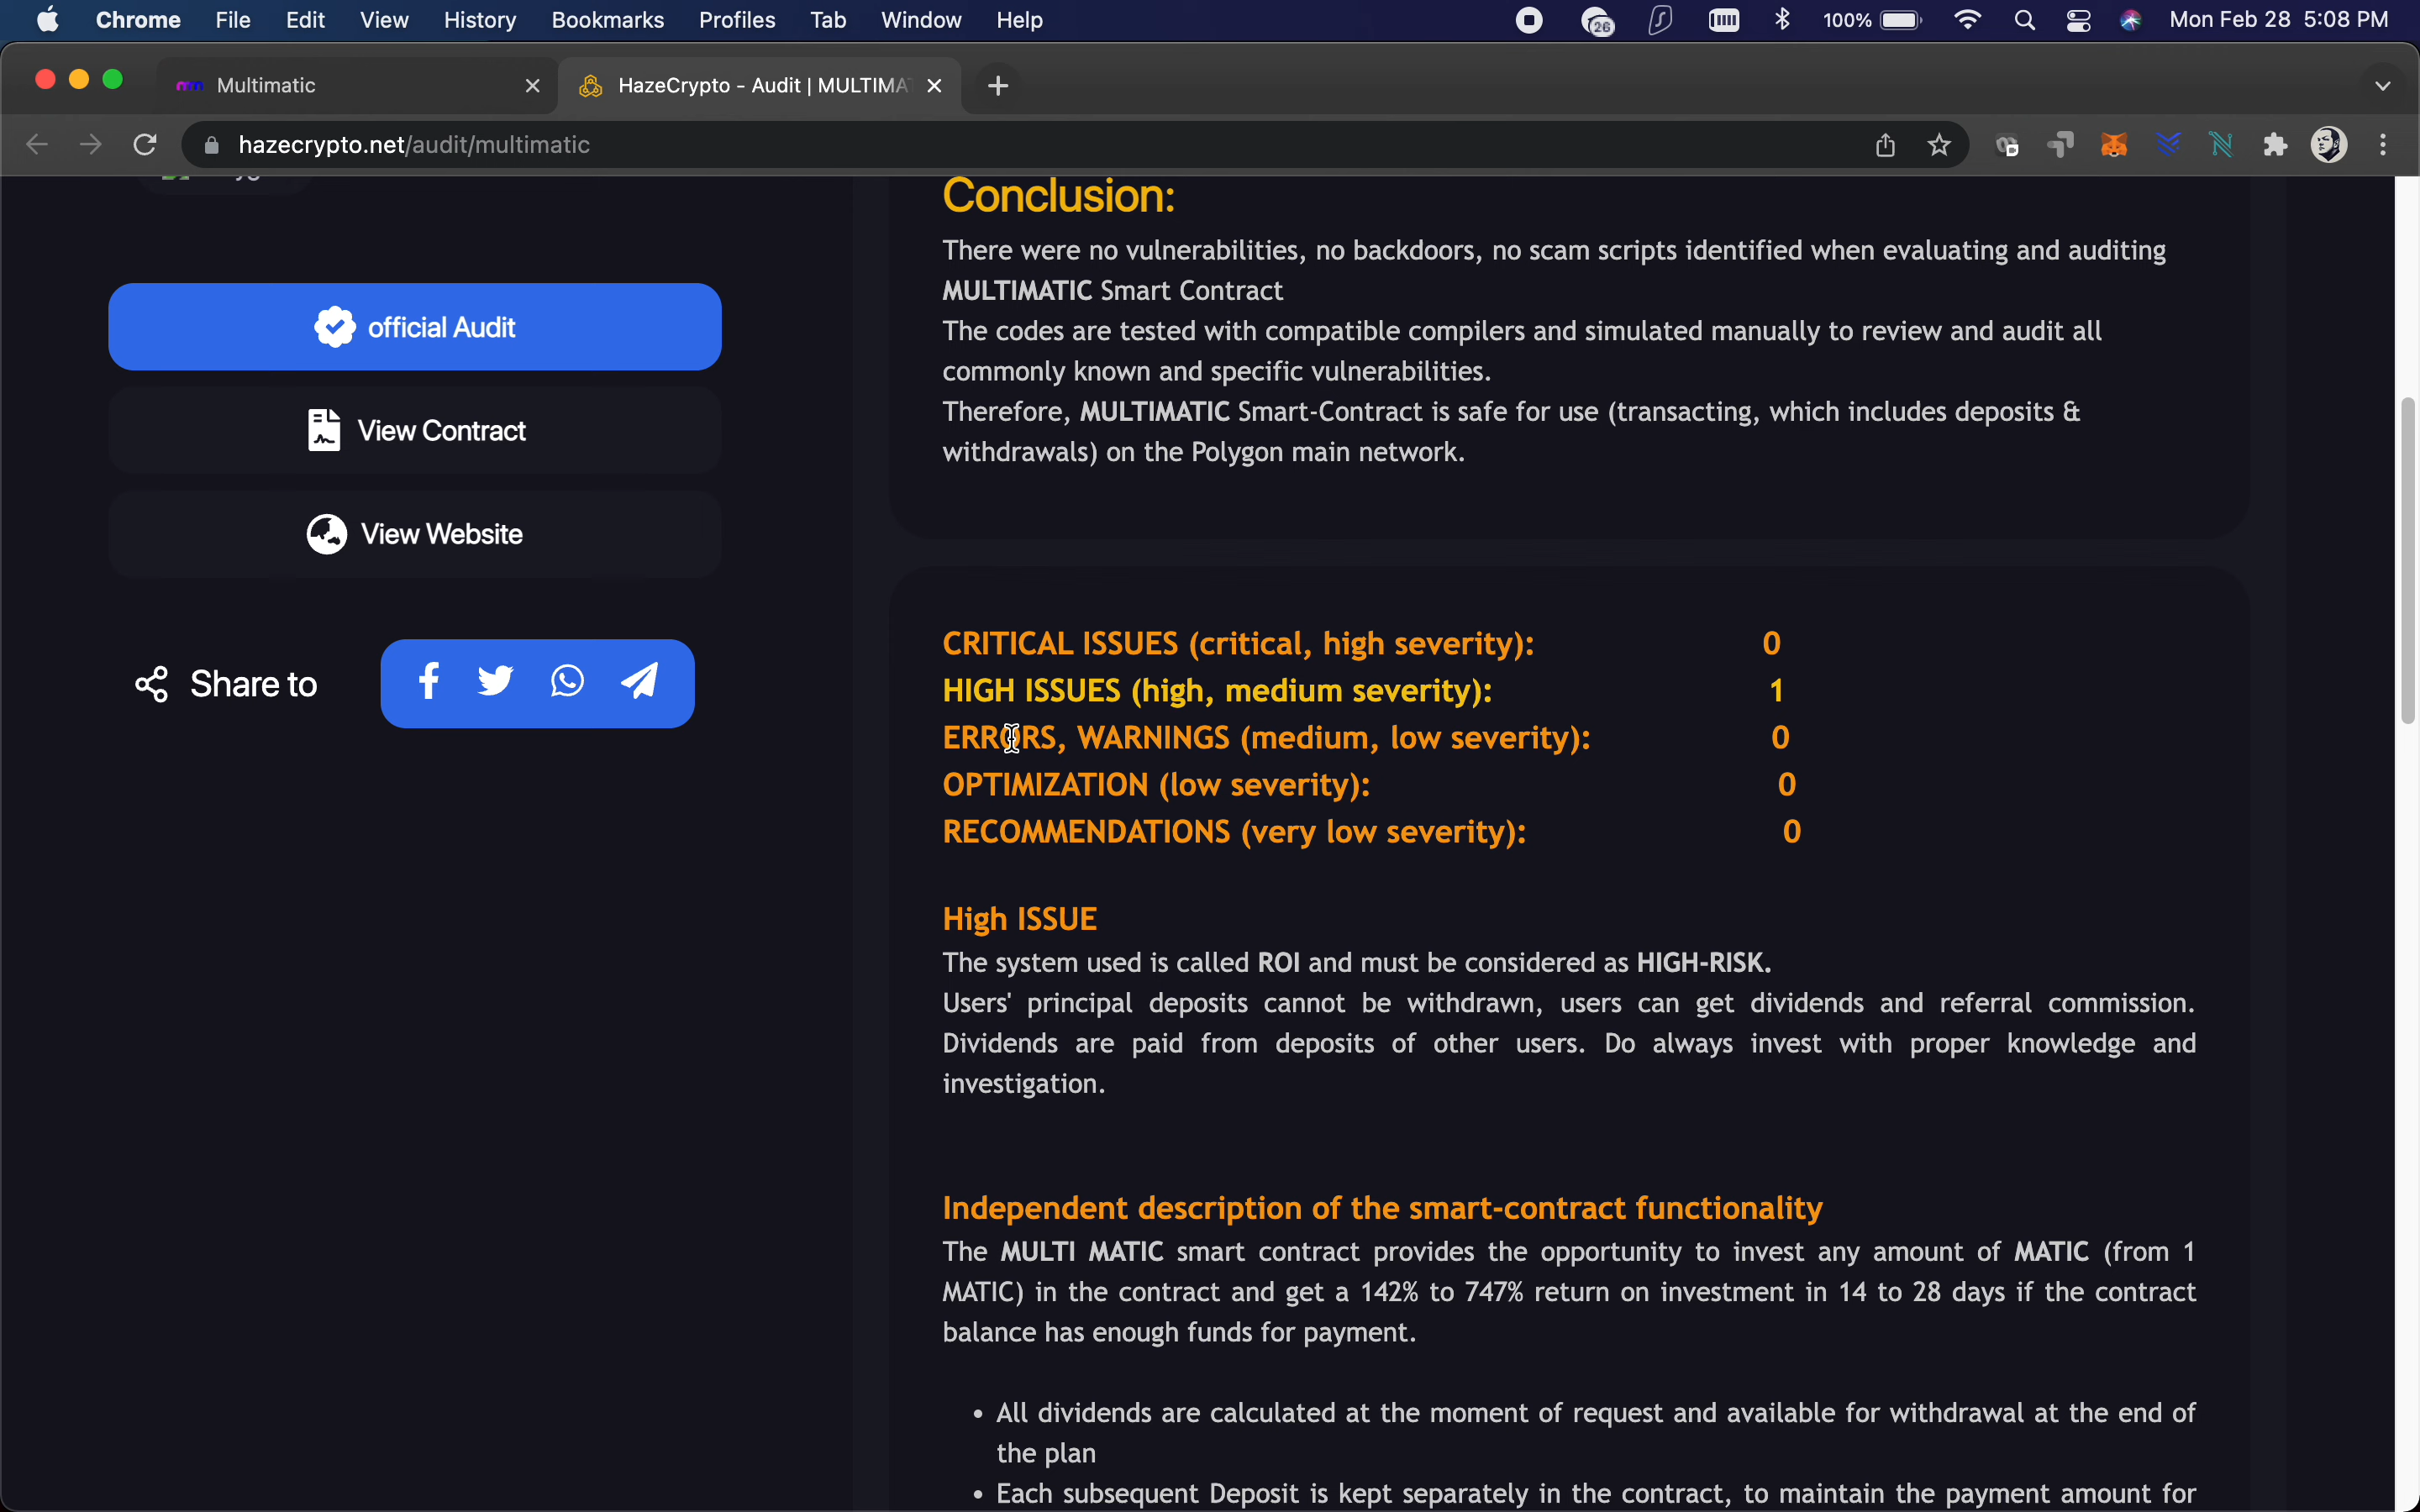 Chrome File Edit View History Bookmarks Profiles Tab Window Help 26 100% Mon Feb 28 5:08 PM
Multimatic HazeCrypto - Audit | MULTIMA
hazecrypto.net/audit/multimatic
Conclusion:
There were no vulnerabilities, no backdoors, no scam scripts identified when evaluating and auditing
MULTIMATIC Smart Contract
The codes are tested with compatible compilers and simulated manually to review and audit all
commonly known and specific vulnerabilities.
Therefore, MULTIMATIC Smart-Contract is safe for use (transacting, which includes deposits &
withdrawals) on the Polygon main network.
official Audit
View Contract
View Website
Share to
CRITICAL ISSUES (critical, high severity): 0
HIGH ISSUES (high, medium severity): 1
ERRORS, WARNINGS (medium, low severity): 0
OPTIMIZATION (low severity): 0
RECOMMENDATIONS (very low severity): 0
High ISSUE
The system used is called ROI and must be considered as HIGH-RISK.
Users' principal deposits cannot be withdrawn, users can get dividends and referral commission.
Dividends are paid from deposits of other users. Do always invest with proper knowledge and
investigation.
Independent description of the smart-contract functionality
The MULTI MATIC smart contract provides the opportunity to invest any amount of MATIC (from 1
MATIC) in the contract and get a 142% to 747% return on investment in 14 to 28 days if the contract
balance has enough funds for payment.
• All dividends are calculated at the moment of request and available for withdrawal at the end of
the plan
• Each subsequent Deposit is kept separately in the contract, to maintain the payment amount for